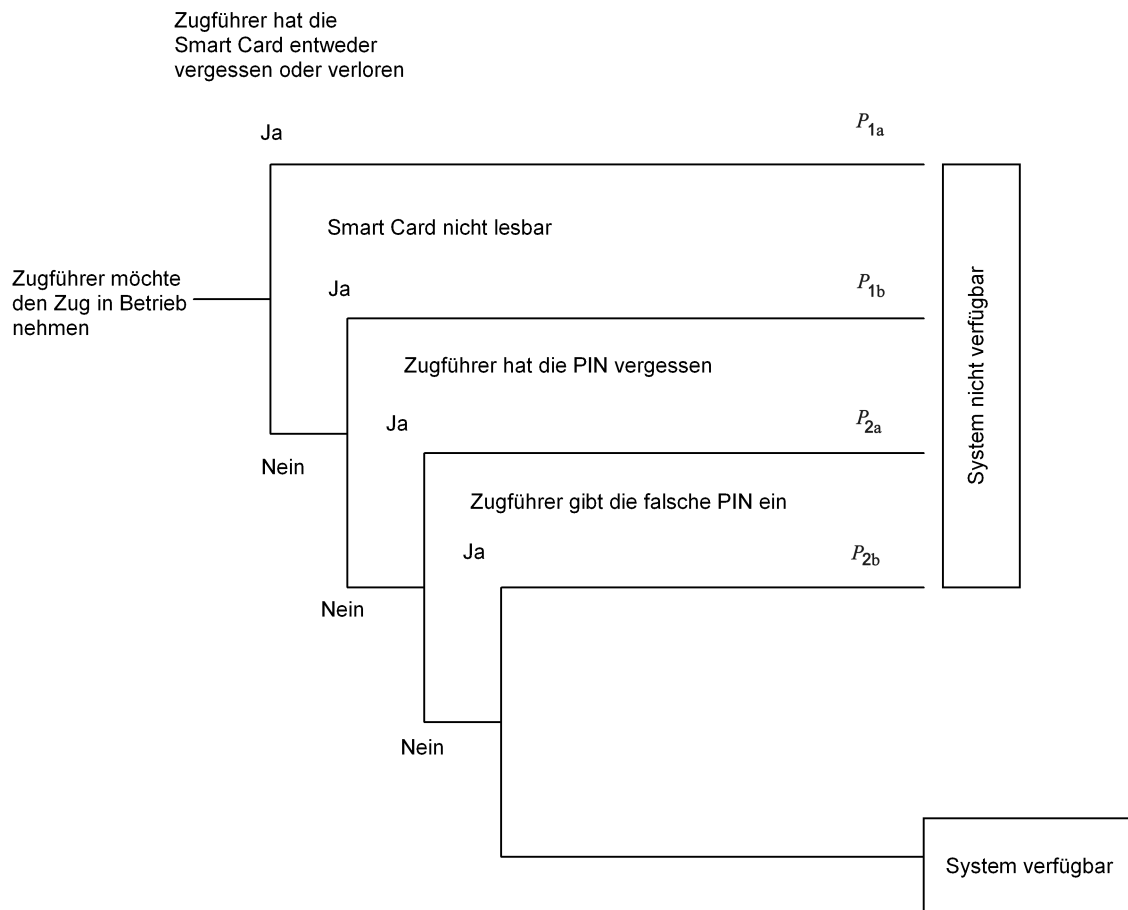 Zugführer hat die
Smart Card entweder
vergessen oder verloren
Ja
P1a
Smart Card nicht lesbar
Zugführer möchte
den Zug in Betrieb
nehmen
Ja
P1b
System nicht verfügbar
Zugführer hat die PIN vergessen
Ja
P2a
Nein
Zugführer gibt die falsche PIN ein
Ja
P2b
Nein
Nein
System verfügbar